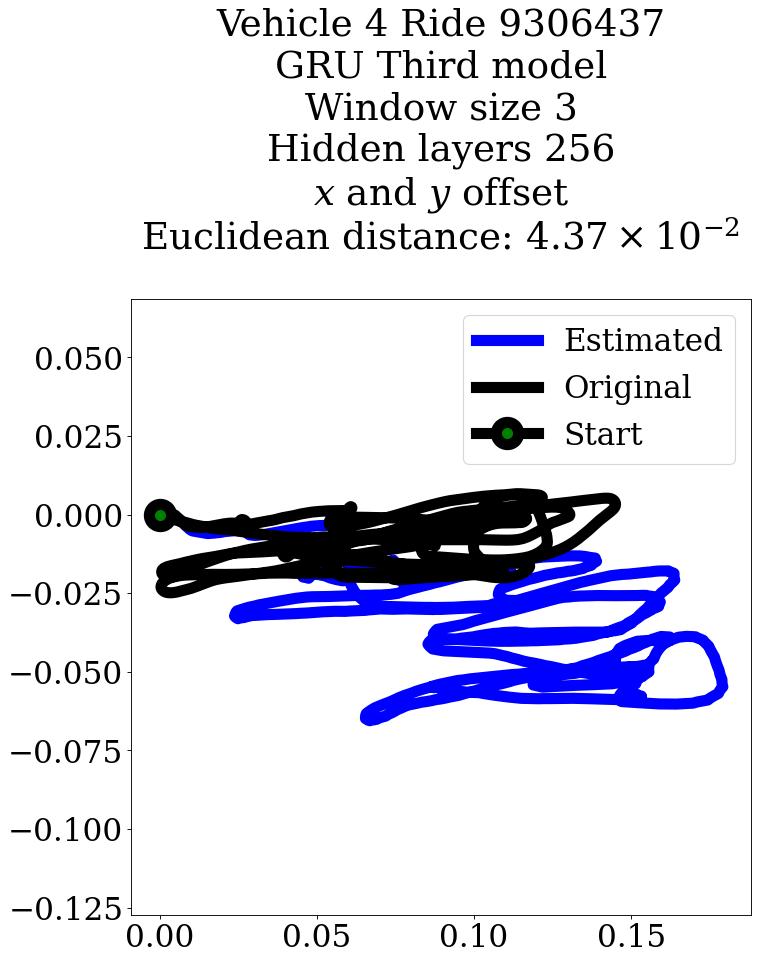 Vehicle 4 Ride 9306437
GRU Third model
Window size 3
Hidden layers 256
x and y offset
Euclidean distance: 4.37 × 10⁻²
Estimated
Original
Start
0.050
0.025
0.000
−0.025
−0.050
−0.075
−0.100
−0.125
0.00 0.05 0.10 0.15